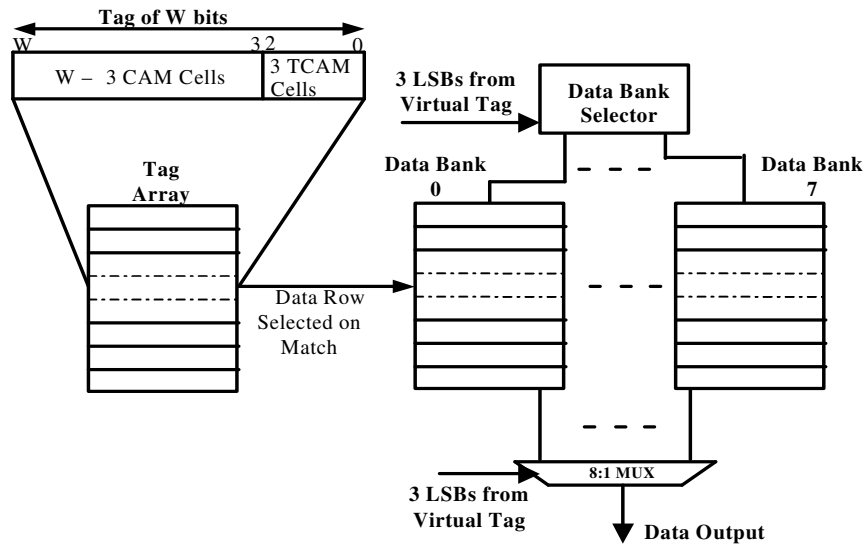 Tag of W bits
W
3 2
0
W – 3 CAM Cells
3 TCAM
Cells
3 LSBs from
Virtual Tag
Data Bank
Selector
Tag
Array
Data Bank
0
Data Bank
7
Data Row
Selected on
Match
8:1 MUX
3 LSBs from
Virtual Tag
Data Output